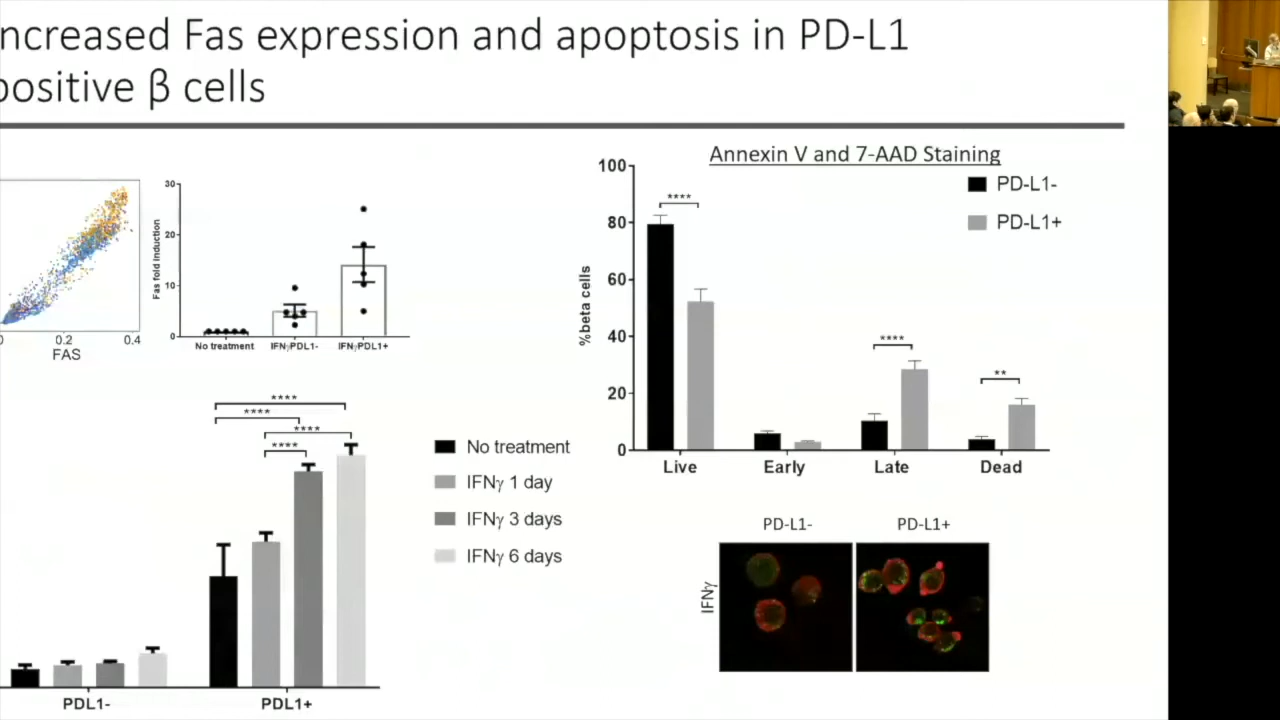 ncreased Fas expression and apoptosis in PD-L1
positive β cells
30
20
10
0
Fas fold induction
No treatment
IFNγPDL1-
IFNγPDL1+
0
0.2
0.4
FAS
Annexin V and 7-AAD Staining
100
80
60
40
20
0
%beta cells
****
****
**
PD-L1-
PD-L1+
Live
Early
Late
Dead
****
****
****
****
No treatment
IFNγ 1 day
IFNγ 3 days
IFNγ 6 days
PDL1-
PDL1+
PD-L1-
PD-L1+
IFNγ